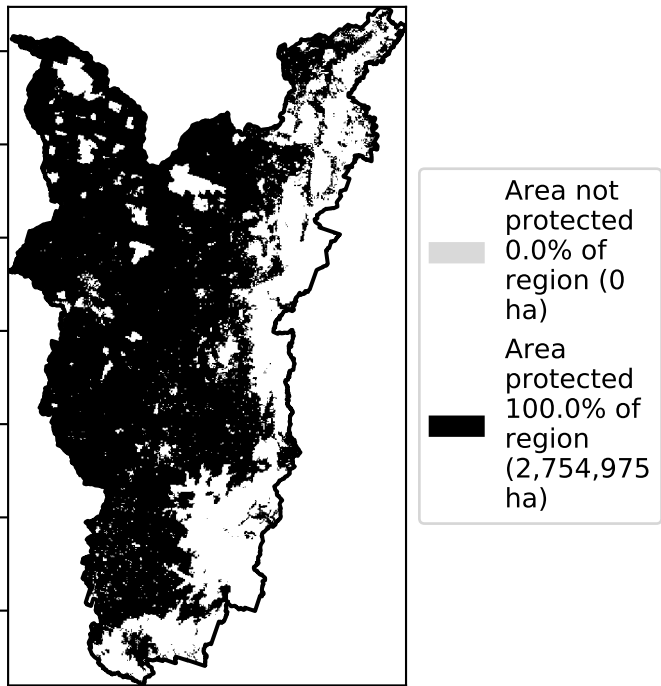 Area not
protected
0.0% of
region (0
ha)
Area
protected
100.0% of
region
(2,754,975
ha)